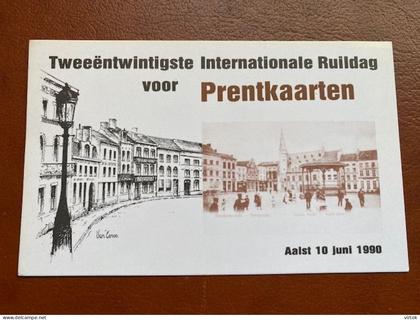 Tweeëntwintigste Internationale Ruildag
voor Prentkaarten
Aalst 10 juni 1990